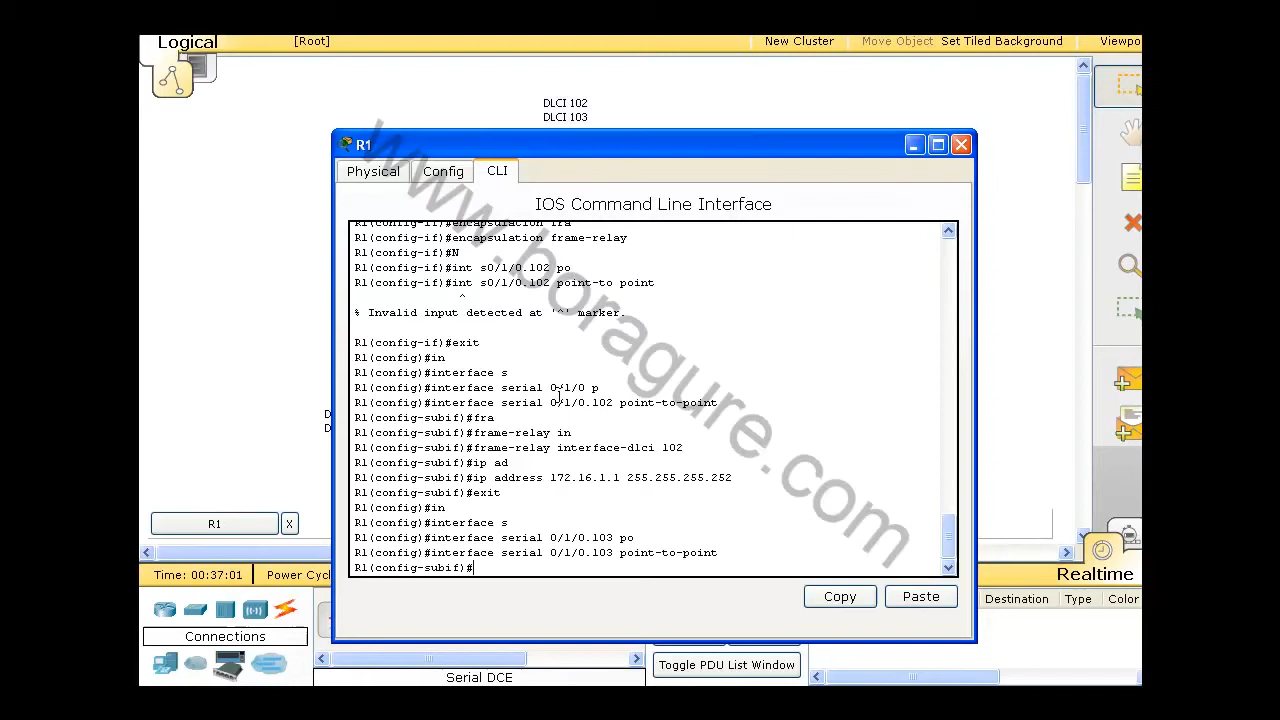 Logical
[Root]
New Cluster
Move Object
Set Tiled Background
Viewpo
DLCI 102
DLCI 103
R1
Physical
Config
CLI
IOS Command Line Interface
R1(config-if)#encapsulation fra
R1(config-if)#encapsulation frame-relay
R1(config-if)#N
R1(config-if)#int s0/1/0.102 po
R1(config-if)#int s0/1/0.102 point-to point
^
% Invalid input detected at '^' marker.
R1(config-if)#exit
R1(config)#in
R1(config)#interface s
R1(config)#interface serial 0/1/0 p
R1(config)#interface serial 0/1/0.102 point-to-point
R1(config-subif)#fra
R1(config-subif)#frame-relay in
R1(config-subif)#frame-relay interface-dlci 102
R1(config-subif)#ip ad
R1(config-subif)#ip address 172.16.1.1 255.255.255.252
R1(config-subif)#exit
R1(config)#in
R1(config)#interface s
R1(config)#interface serial 0/1/0.103 po
R1(config)#interface serial 0/1/0.103 point-to-point
R1(config-subif)#
www.boragure.com
D
D
R1
X
Copy
Paste
Time: 00:37:01
Power Cycl
Realtime
Destination
Type
Color
Connections
Serial DCE
Toggle PDU List Window